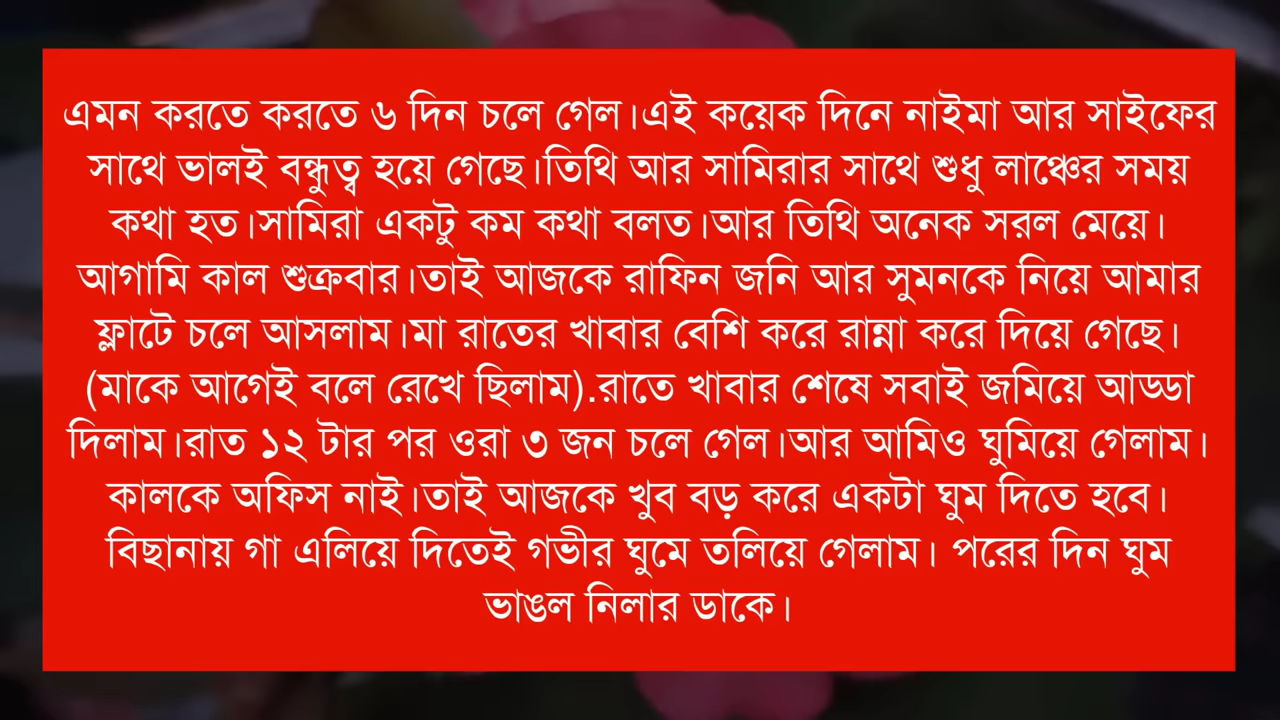 এমন করতে করতে ৬ দিন চলে গেল।এই কয়েক দিনে নাইমা আর সাইফের
সাথে ভালই বন্ধুত্ব হয়ে গেছে।তিথি আর সামিরার সাথে শুধু লাঞ্চের সময়
কথা হত।সামিরা একটু কম কথা বলত।আর তিথি অনেক সরল মেয়ে।
আগামি কাল শুক্রবার।তাই আজকে রাফিন জনি আর সুমনকে নিয়ে আমার
ফ্লাটে চলে আসলাম।মা রাতের খাবার বেশি করে রান্না করে দিয়ে গেছে।
(মাকে আগেই বলে রেখে ছিলাম).রাতে খাবার শেষে সবাই জমিয়ে আড্ডা
দিলাম।রাত ১২ টার পর ওরা ৩ জন চলে গেল।আর আমিও ঘুমিয়ে গেলাম।
কালকে অফিস নাই।তাই আজকে খুব বড় করে একটা ঘুম দিতে হবে।
বিছানায় গা এলিয়ে দিতেই গভীর ঘুমে তলিয়ে গেলাম। পরের দিন ঘুম
ভাঙল নিলার ডাকে।